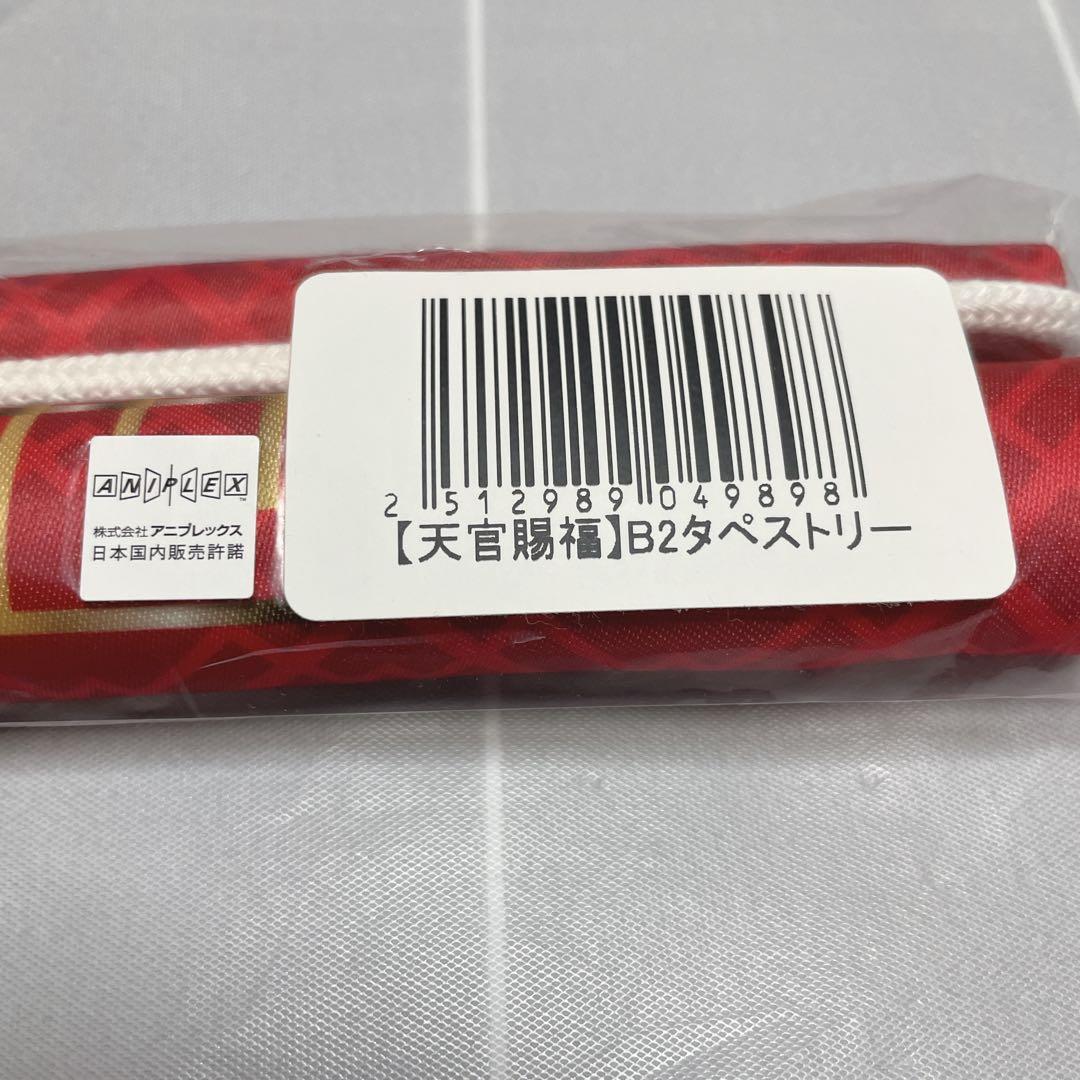 2 512989 049898
【天官賜福】B2タペストリー
ANIPLEX™
株式会社 アニプレックス
日本国内販売許諾